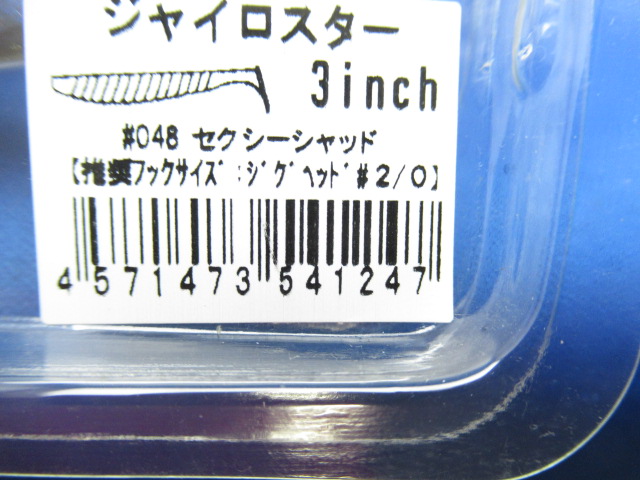 ジャイロスター
3inch
#048 セクシーシャッド
【推奨フックサイズ:ジグヘッド#2/0】
4 571473 541247